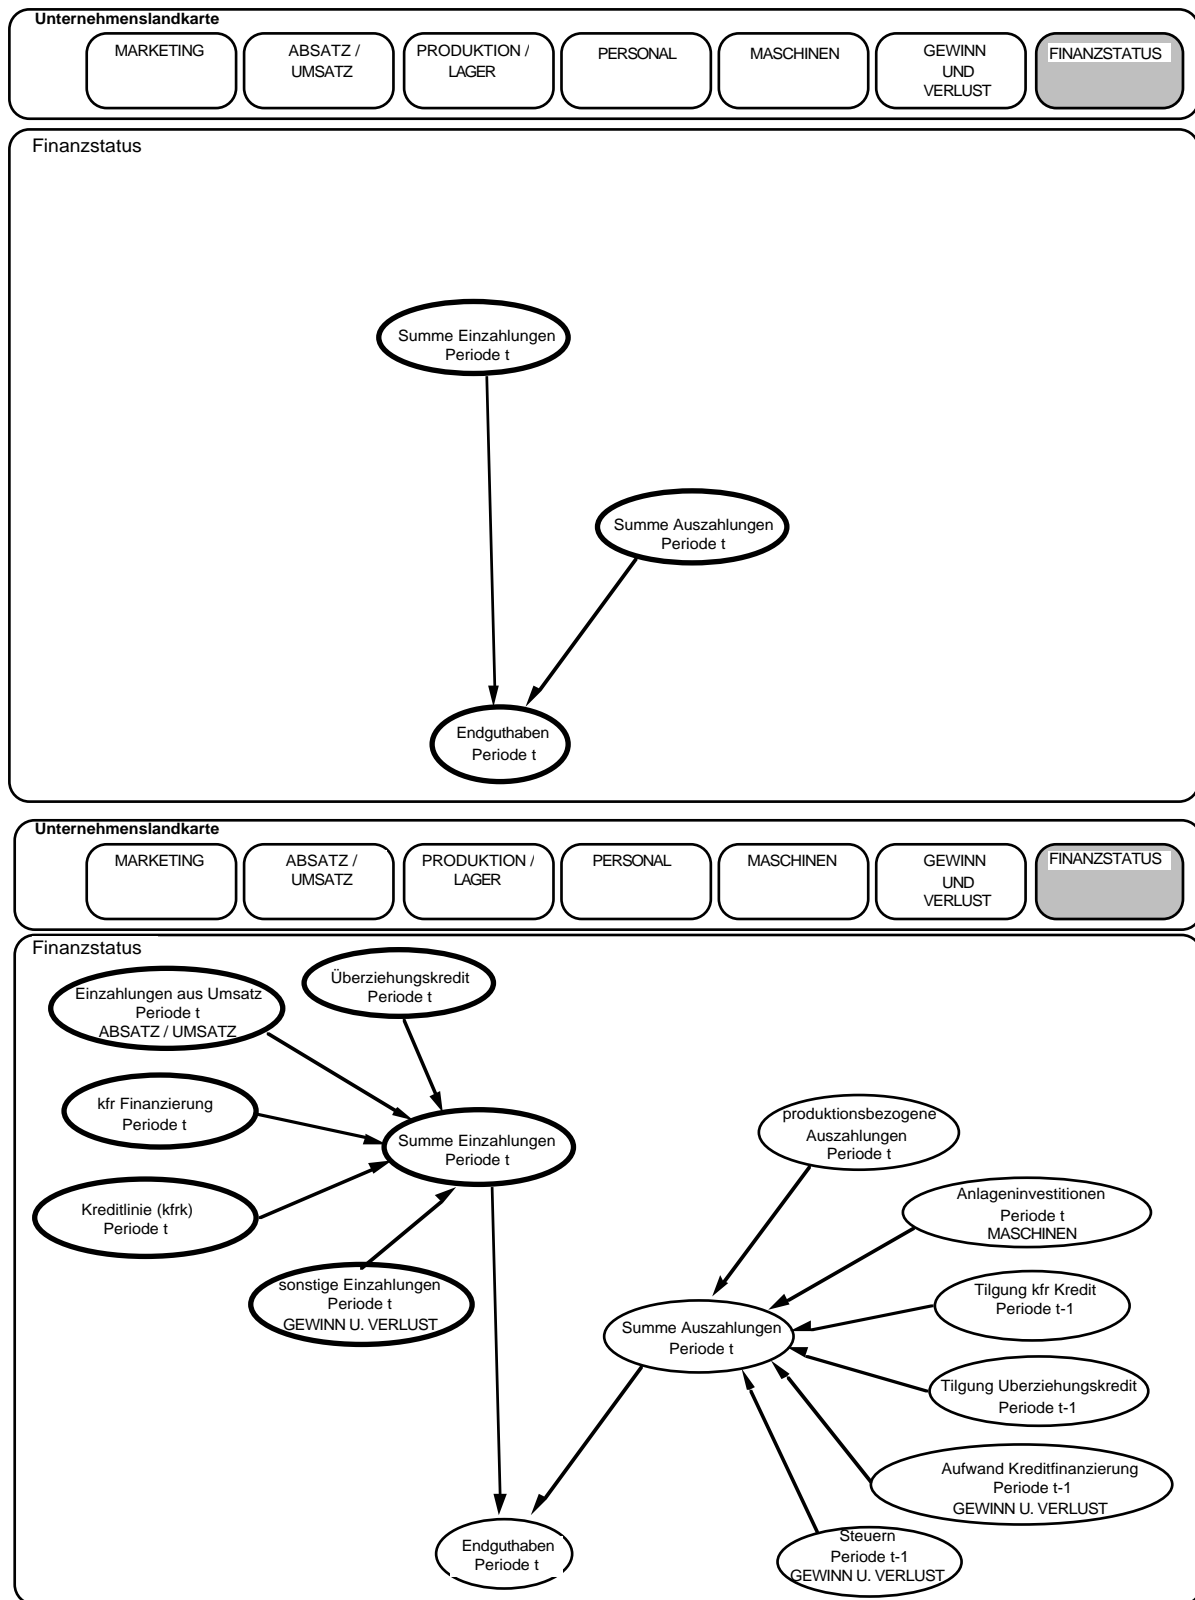 Unternehmenslandkarte
MARKETING
ABSATZ /
UMSATZ
PRODUKTION /
LAGER
PERSONAL
MASCHINEN
GEWINN
UND
VERLUST
FINANZSTATUS
Finanzstatus
Summe Einzahlungen
Periode t
Summe Auszahlungen
Periode t
Endguthaben
Periode t
Unternehmenslandkarte
MARKETING
ABSATZ /
UMSATZ
PRODUKTION /
LAGER
PERSONAL
MASCHINEN
GEWINN
UND
VERLUST
FINANZSTATUS
Finanzstatus
Einzahlungen aus Umsatz
Periode t
ABSATZ / UMSATZ
Überziehungskredit
Periode t
kfr Finanzierung
Periode t
Summe Einzahlungen
Periode t
Kreditlinie (kfrk)
Periode t
sonstige Einzahlungen
Periode t
GEWINN U. VERLUST
produktionsbezogene
Auszahlungen
Periode t
Anlageninvestitionen
Periode t
MASCHINEN
Tilgung kfr Kredit
Periode t-1
Summe Auszahlungen
Periode t
Tilgung Uberziehungskredit
Periode t-1
Aufwand Kreditfinanzierung
Periode t-1
GEWINN U. VERLUST
Steuern
Periode t-1
GEWINN U. VERLUST
Endguthaben
Periode t